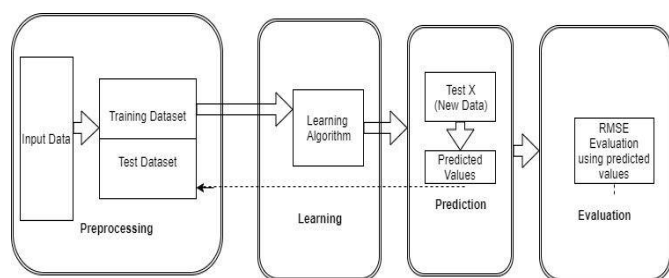 Input Data
Training Dataset
Test Dataset
Preprocessing
Learning
Algorithm
Learning
Test X
(New Data)
Predicted
Values
Prediction
RMSE
Evaluation
using predicted
values
Evaluation